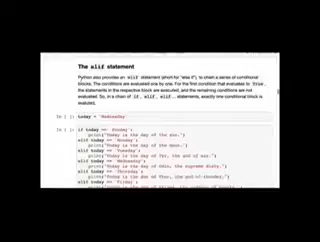 The elif statement
Python also provides an elif statement (short for "else if"), to chain a series of conditional
blocks. The conditions are evaluated one by one. For the first condition that evaluates to True,
the statements in the respective block are executed, and the remaining conditions are not
evaluated. So, in a chain of if, elif, elif... statements, exactly one conditional block is
evaluated.
In [ ]: today = 'Wednesday'
In [ ]: if today == 'Sunday':
print("Today is the day of the sun.")
elif today == 'Monday':
print("Today is the day of the moon.")
elif today == 'Tuesday':
print("Today is the day of Tyr, the god of war.")
elif today == 'Wednesday':
print("Today is the day of Odin, the supreme diety.")
elif today == 'Thursday':
print("Today is the day of Thor, the god of thunder.")
elif today == 'Friday':